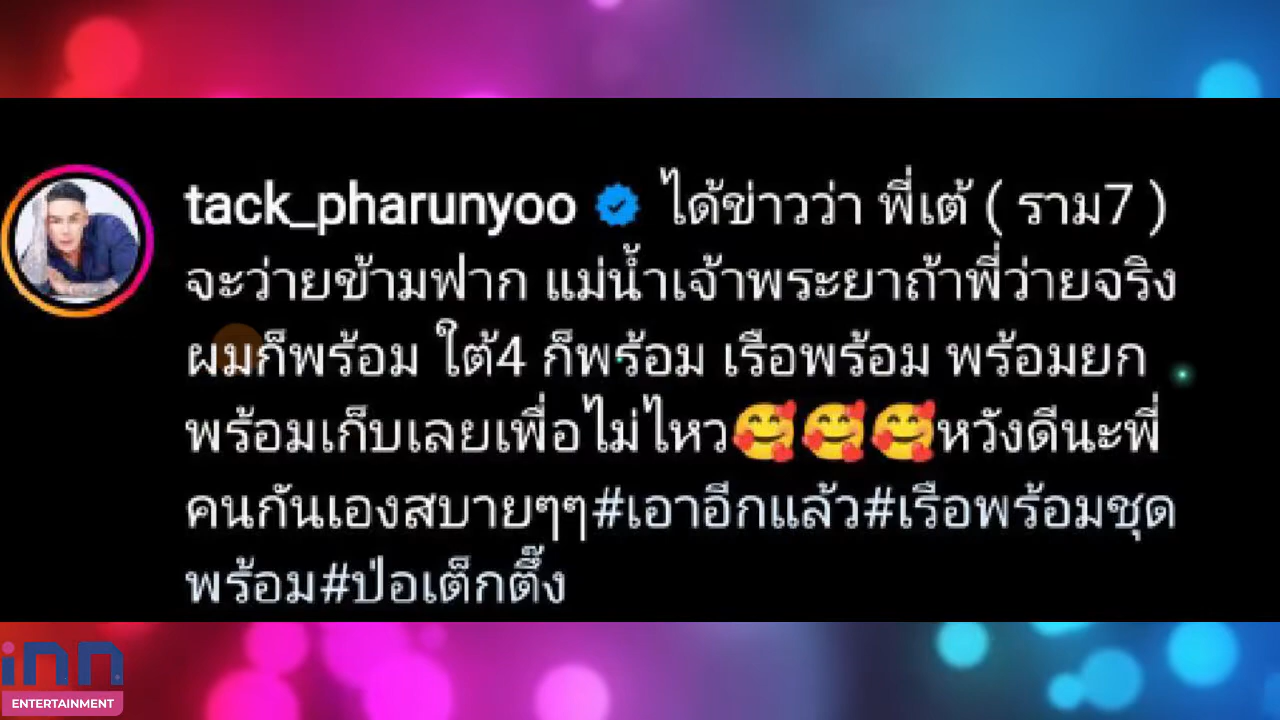 tack_pharunyoo ได้ข่าวว่า พี่เต้ ( ราม7 )
จะว่ายข้ามฟาก แม่น้ำเจ้าพระยาถ้าพี่ว่ายจริง
ผมก็พร้อม ใต้4 ก็พร้อม เรือพร้อม พร้อมยก
พร้อมเก็บเลยเพื่อไม่ไหว🥰🥰🥰หวังดีนะพี่
คนกันเองสบายๆๆ#เอาอีกแล้ว#เรือพร้อมชุด
พร้อม#ป่อเต็กตึ๊ง
inn
ENTERTAINMENT